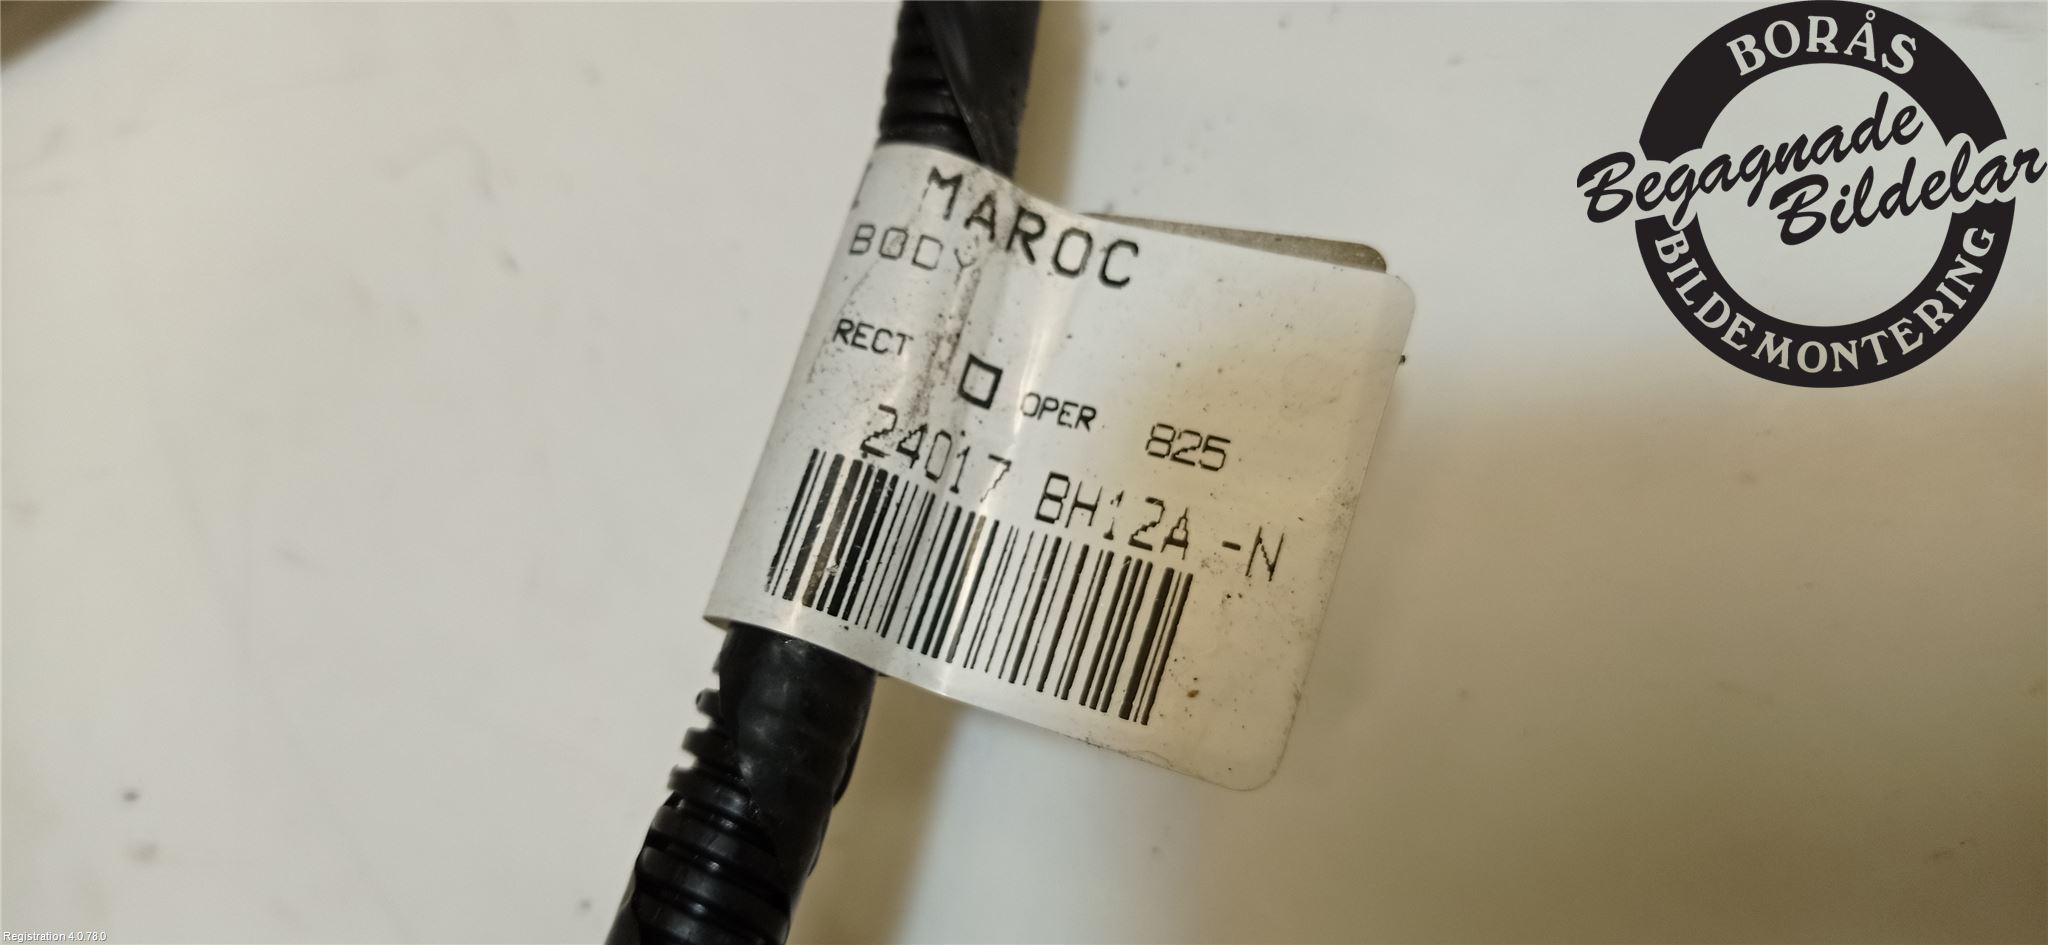 MAROC
BODY
RECT
OPER 825
24017 BH12A -N
BORÅS
Begagnade
Bildelar
BILDEMONTERING
Registration 4.0.78.0